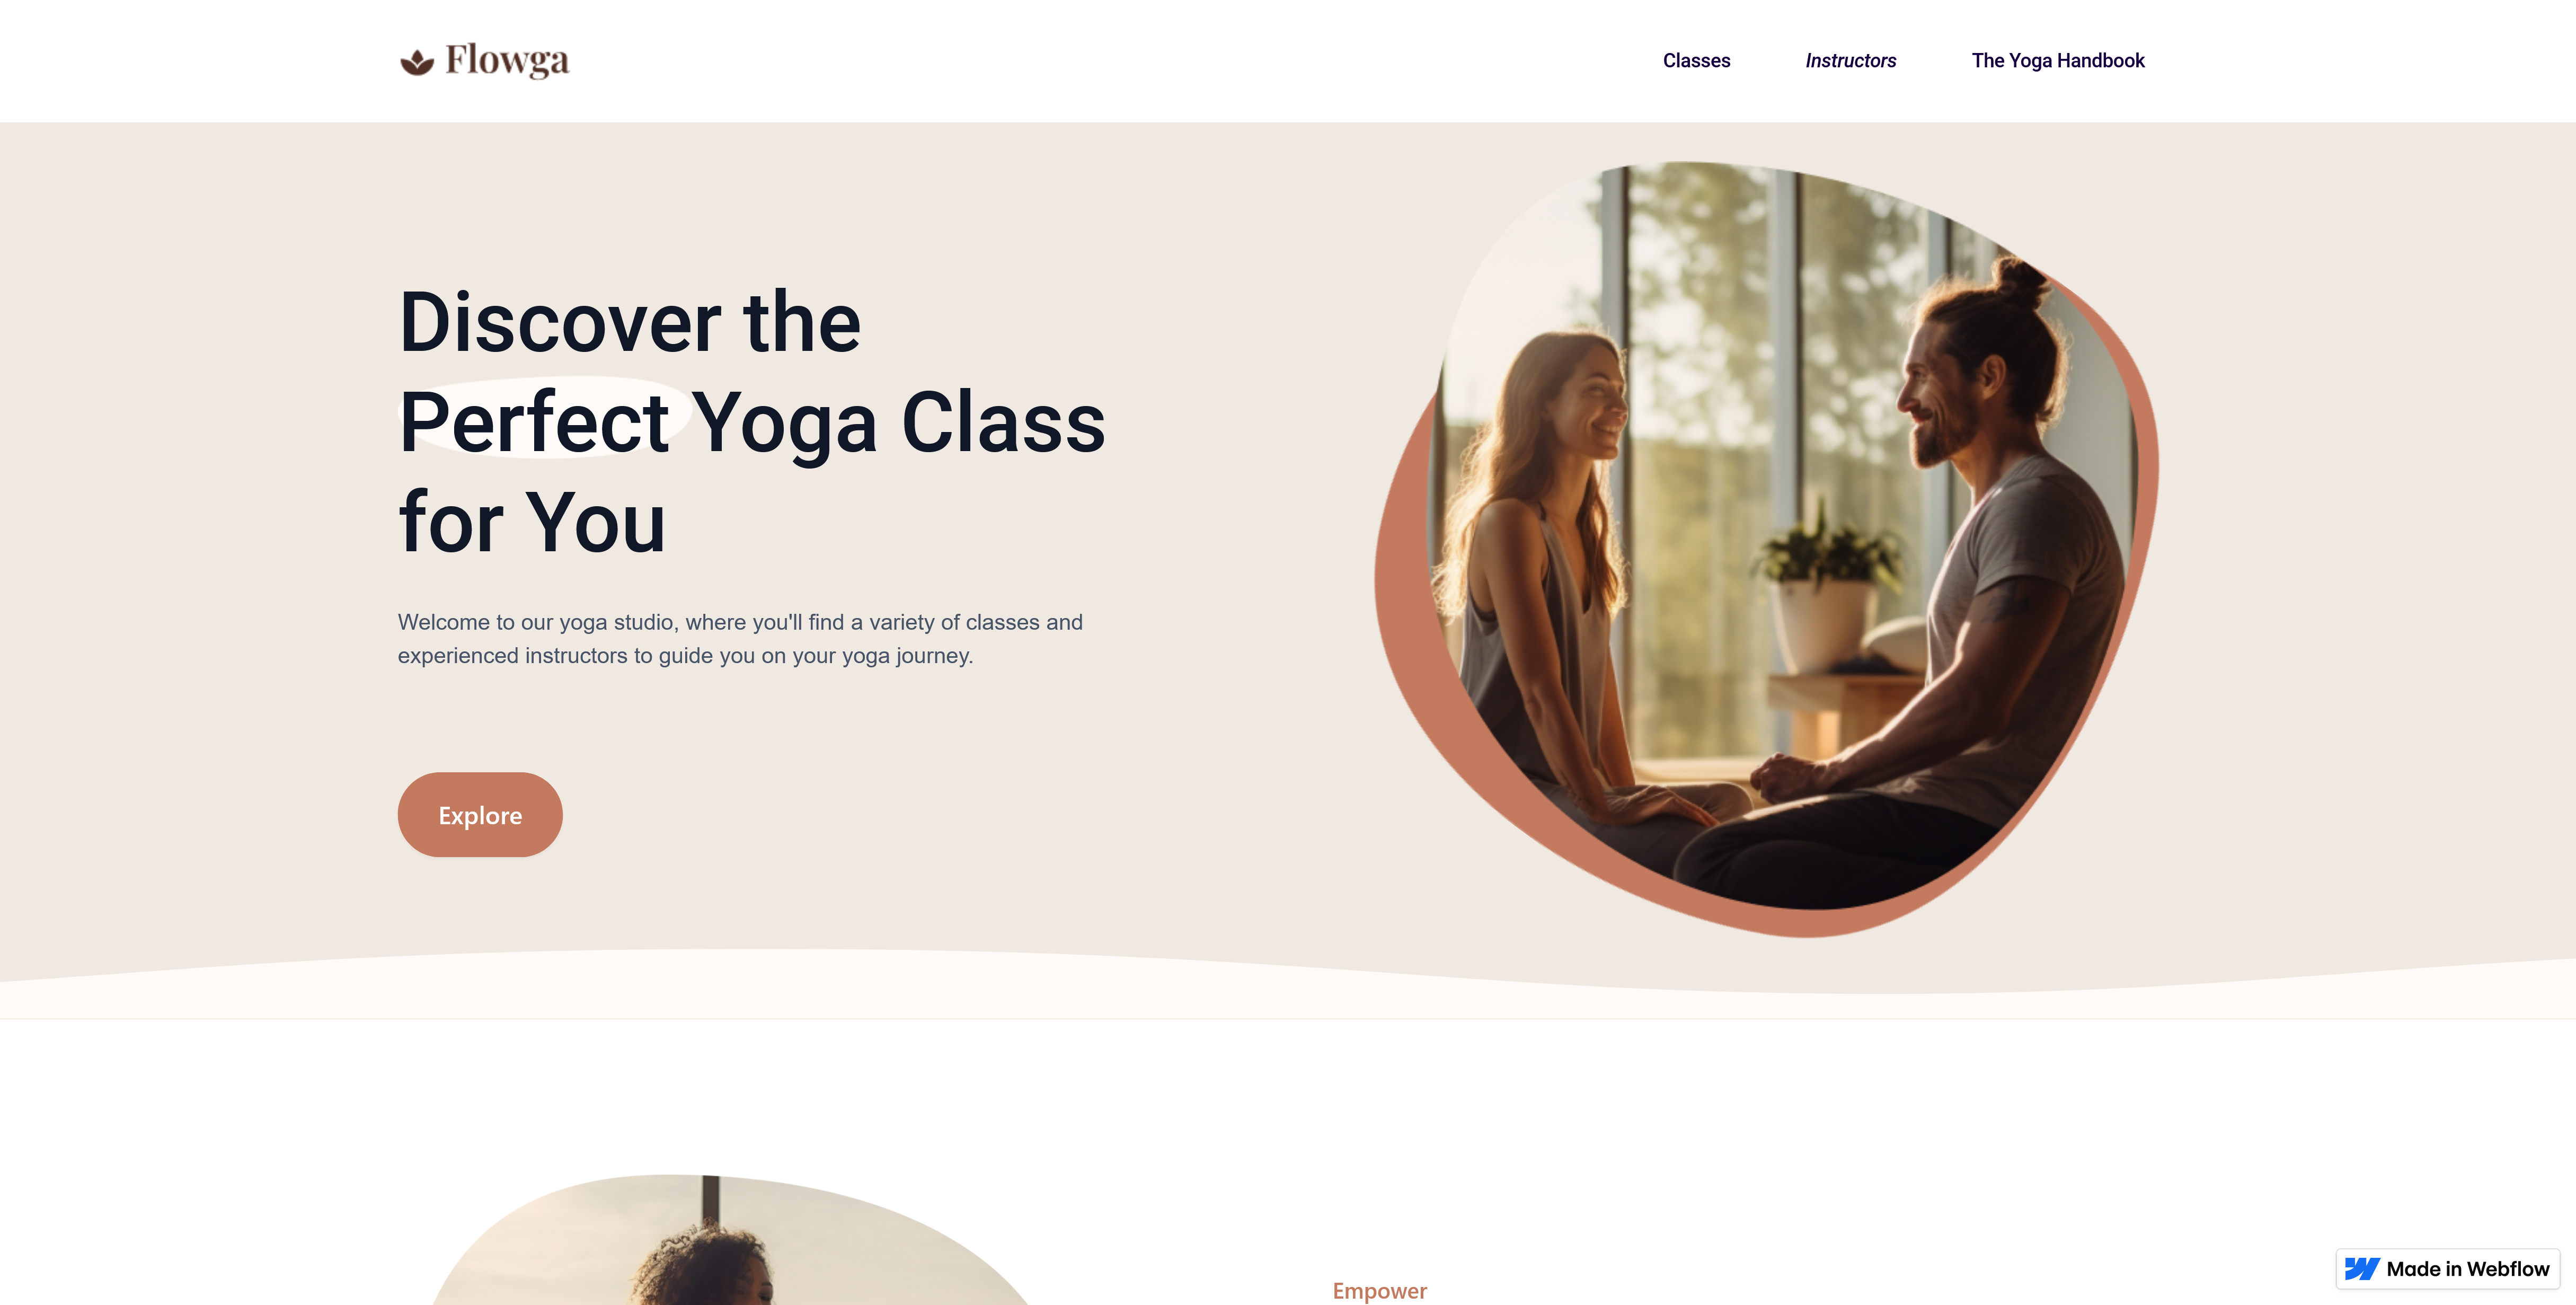 Flowga
Classes
Instructors
The Yoga Handbook
Discover the
Perfect Yoga Class
for You
Welcome to our yoga studio, where you'll find a variety of classes and
experienced instructors to guide you on your yoga journey.
Explore
Empower
Made in Webflow